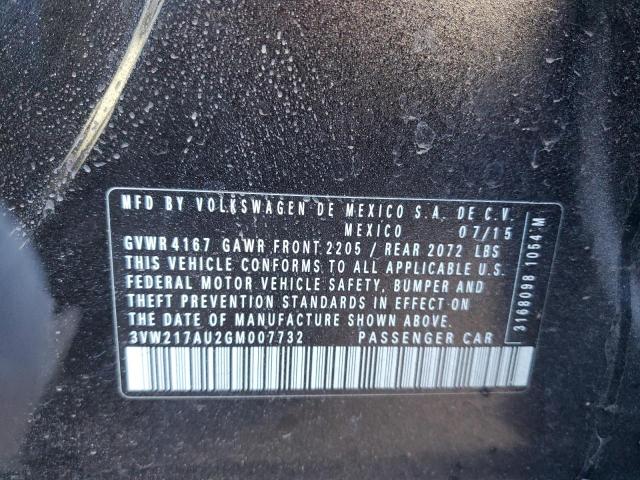 MFD BY VOLKSWAGEN DE MEXICO S.A. DE C.V.
MEXICO 07/15
GVWR 4167 GAWR FRONT 2205 / REAR 2072 LBS
THIS VEHICLE CONFORMS TO ALL APPLICABLE U.S.
FEDERAL MOTOR VEHICLE SAFETY, BUMPER AND
THEFT PREVENTION STANDARDS IN EFFECT ON
THE DATE OF MANUFACTURE SHOWN ABOVE.
3VW217AU2GM007732 PASSENGER CAR
3168098 1054 M